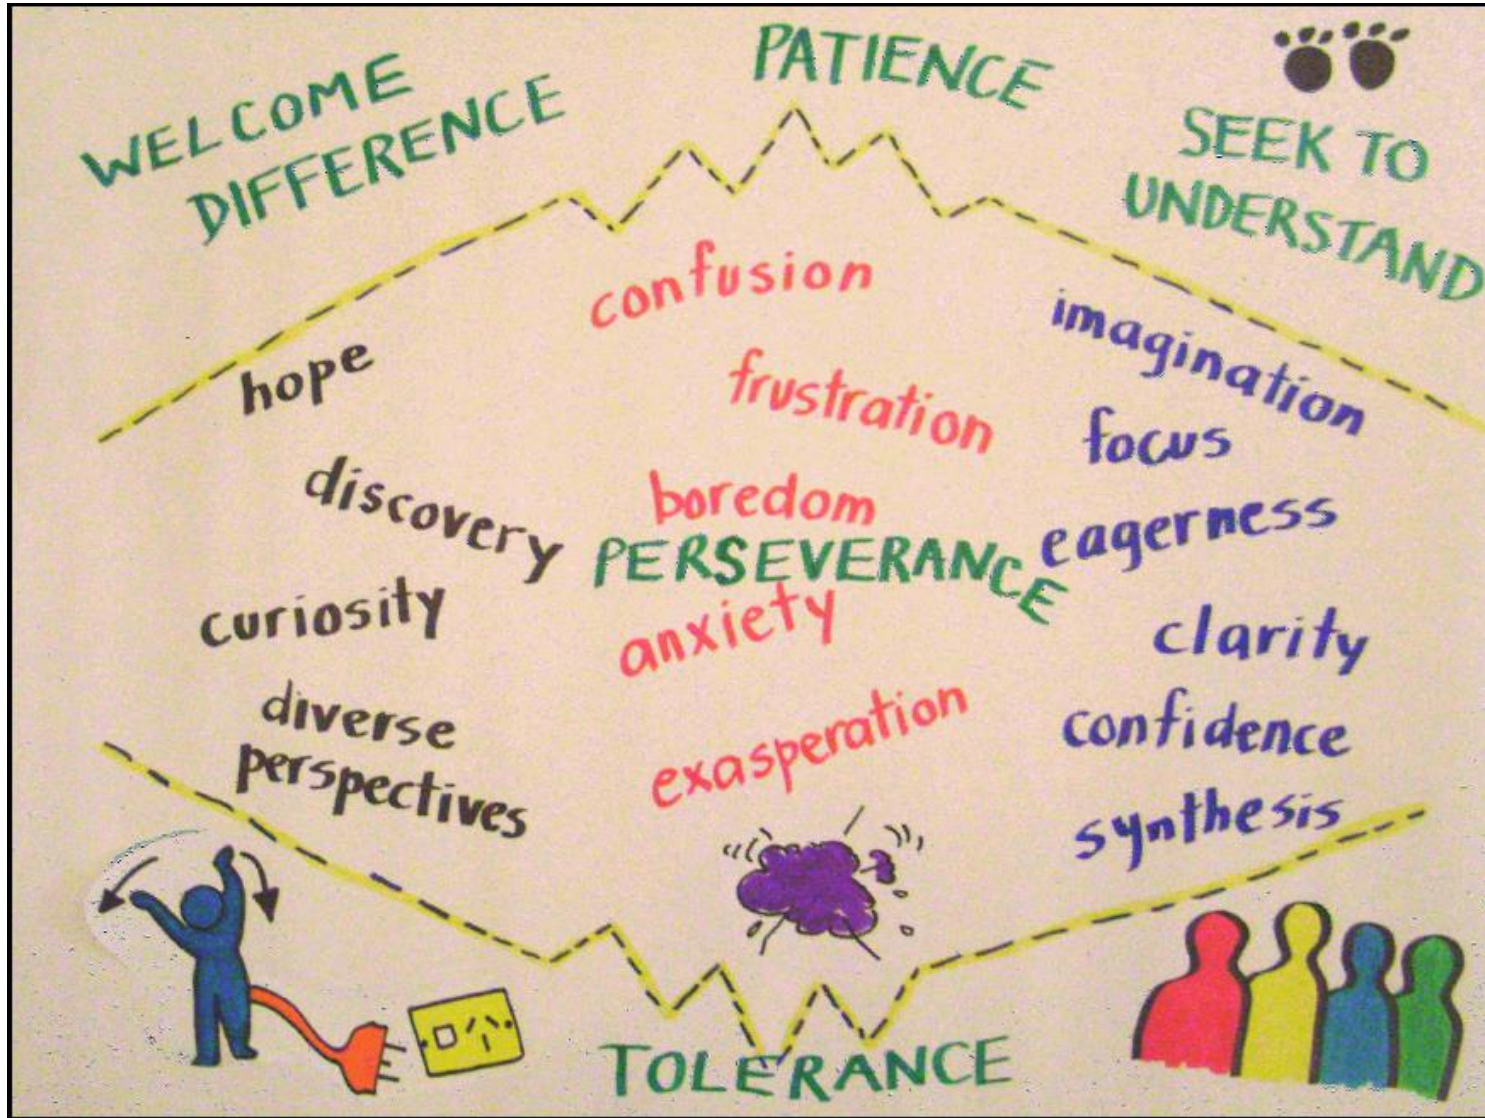 WELCOME
DIFFERENCE
PATIENCE
SEEK TO
UNDERSTAND
hope
discovery
curiosity
diverse
perspectives
confusion
frustration
boredom
PERSEVERANCE
anxiety
exasperation
imagination
focus
eagerness
clarity
confidence
synthesis
TOLERANCE